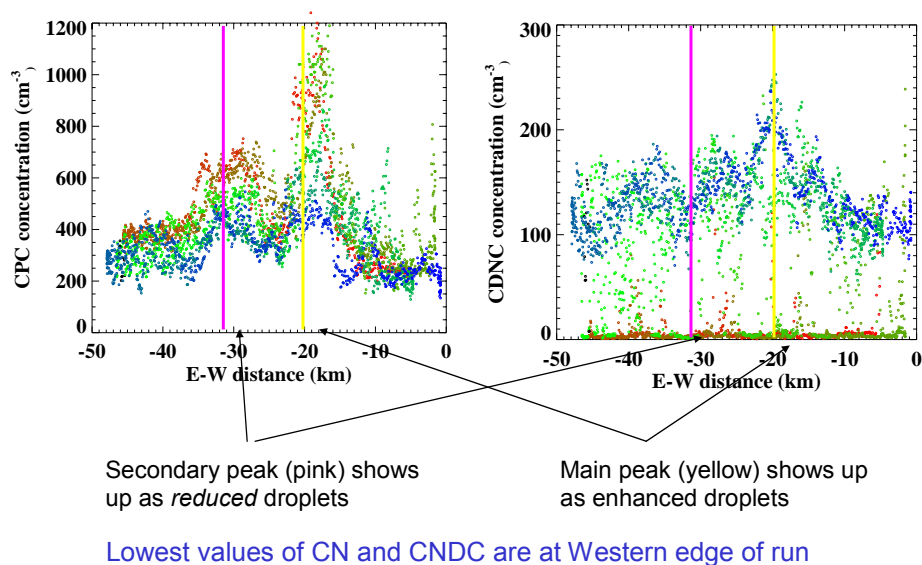 1200
1000
800
600
400
200
0
CPC concentration (cm-3)
-50 -40 -30 -20 -10 0
E-W distance (km)
300
200
100
0
CDNC concentration (cm-3)
-50 -40 -30 -20 -10 0
E-W distance (km)
Secondary peak (pink) shows
up as reduced droplets
Main peak (yellow) shows up
as enhanced droplets
Lowest values of CN and CNDC are at Western edge of run